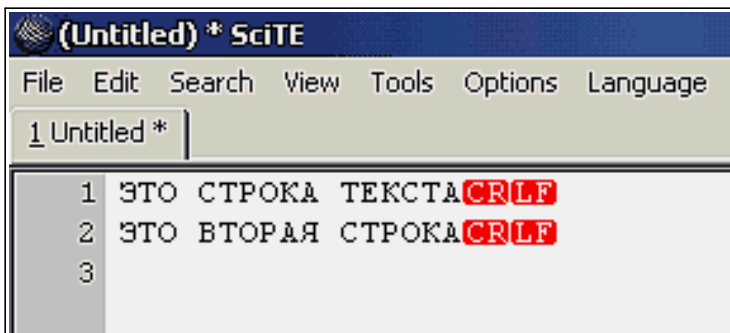 (Untitled) * SciTE
File Edit Search View Tools Options Language
1 Untitled *
1 ЭТО СТРОКА ТЕКСТАCRLF
2 ЭТО ВТОРАЯ СТРОКАCRLF
3